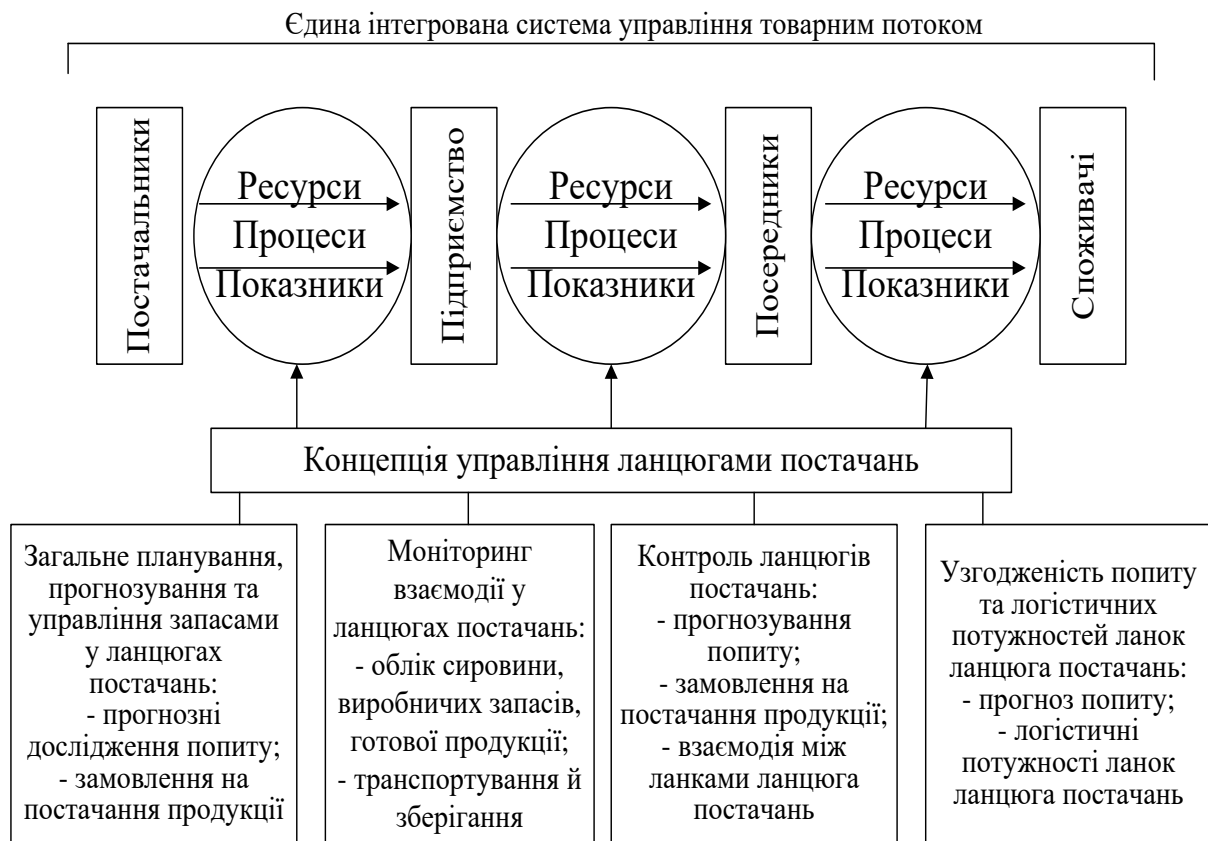 Єдина інтегрована система управління товарним потоком
Постачальники
Ресурси
Процеси
Показники
Підприємство
Ресурси
Процеси
Показники
Посередники
Ресурси
Процеси
Показники
Споживачі
Концепція управління ланцюгами постачань
Загальне планування,
прогнозування та
управління запасами
у ланцюгах
постачань:
- прогнозні
дослідження попиту;
- замовлення на
постачання продукції
Моніторинг
взаємодії у
ланцюгах постачань:
- облік сировини,
виробничих запасів,
готової продукції;
- транспортування й
зберігання
Контроль ланцюгів
постачань:
- прогнозування
попиту;
- замовлення на
постачання продукції;
- взаємодія між
ланками ланцюга
постачань
Узгодженість попиту
та логістичних
потужностей ланок
ланцюга постачань:
- прогноз попиту;
- логістичні
потужності ланок
ланцюга постачань